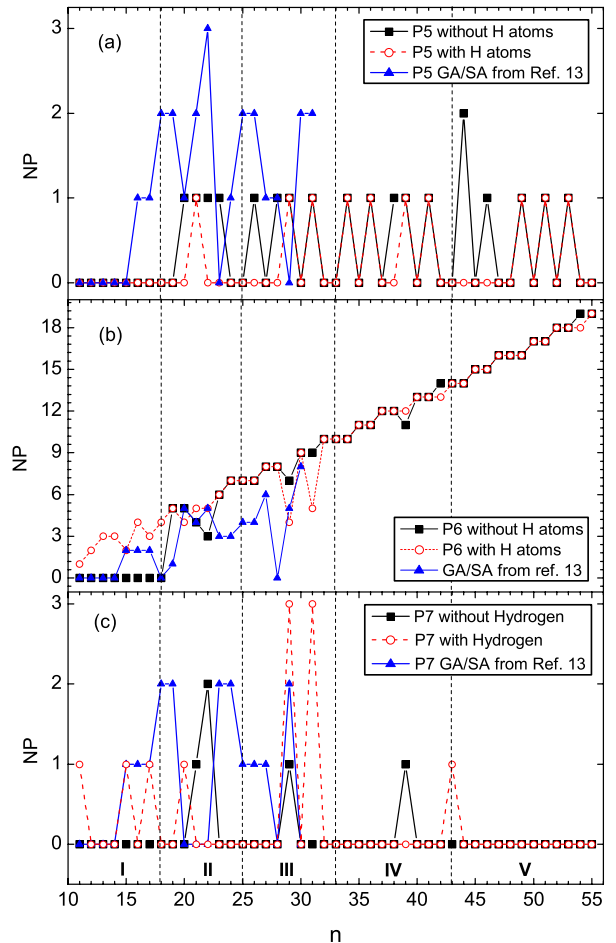 3
(a)
P5 without H atoms
P5 with H atoms
P5 GA/SA from Ref. 13
2
NP
1
0
18
(b)
15
12
NP
9
6
P6 without H atoms
P6 with H atoms
GA/SA from ref. 13
3
0
3
(c)
P7 without Hydrogen
P7 with Hydrogen
P7 GA/SA from Ref. 13
2
NP
1
0
I II III IV V
10 15 20 25 30 35 40 45 50 55
n